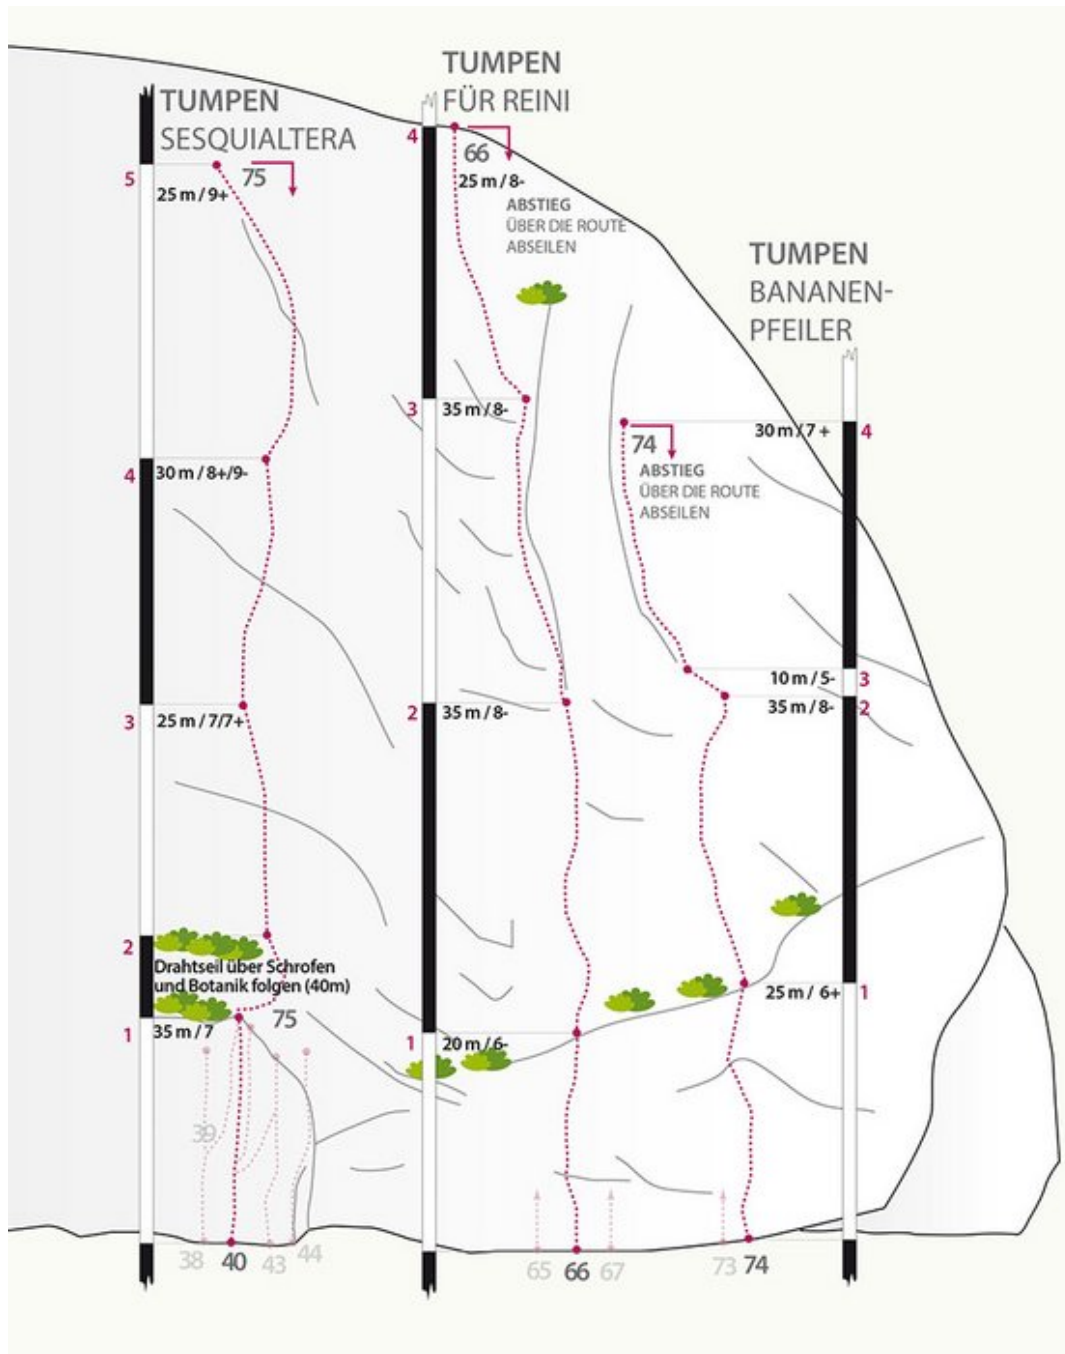 TUMPEN
SESQUIALTERA
5
75
25 m / 9+
4
30 m / 8+/9-
3
25 m / 7/7+
2
Drahtseil über Schrofen
und Botanik folgen (40m)
1
35 m / 7
75
39
38
40
43
44
TUMPEN
FÜR REINI
4
66
25 m / 8-
ABSTIEG
ÜBER DIE ROUTE
ABSEILEN
3
35 m / 8-
2
35 m / 8-
1
20 m / 6-
65
66
67
TUMPEN
BANANEN-
PFEILER
30 m / 7 +
4
74
ABSTIEG
ÜBER DIE ROUTE
ABSEILEN
10 m / 5-
3
35 m / 8-
2
25 m / 6+
1
73
74